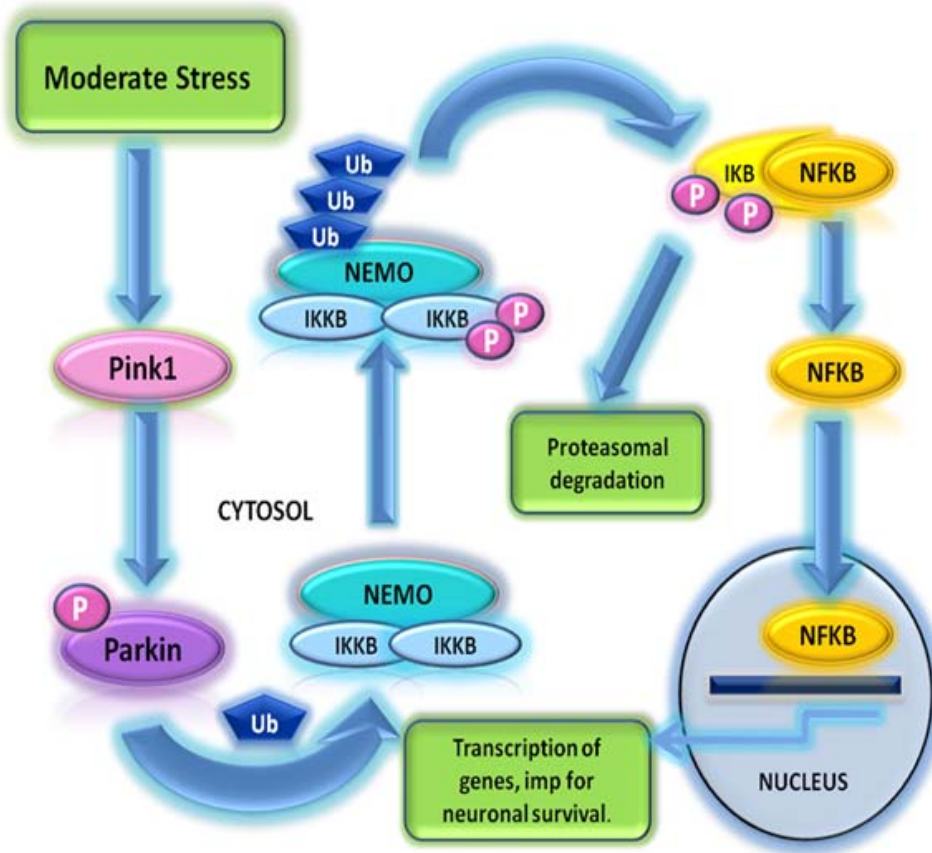 Moderate Stress
Pink1
P
Parkin
Ub
CYTOSOL
NEMO
IKKB IKKB
Ub
Ub
Ub
NEMO
IKKB IKKB
P
P
IKB NFKB
P
P
Proteasomal
degradation
NFKB
NFKB
NUCLEUS
Transcription of
genes, imp for
neuronal survival.